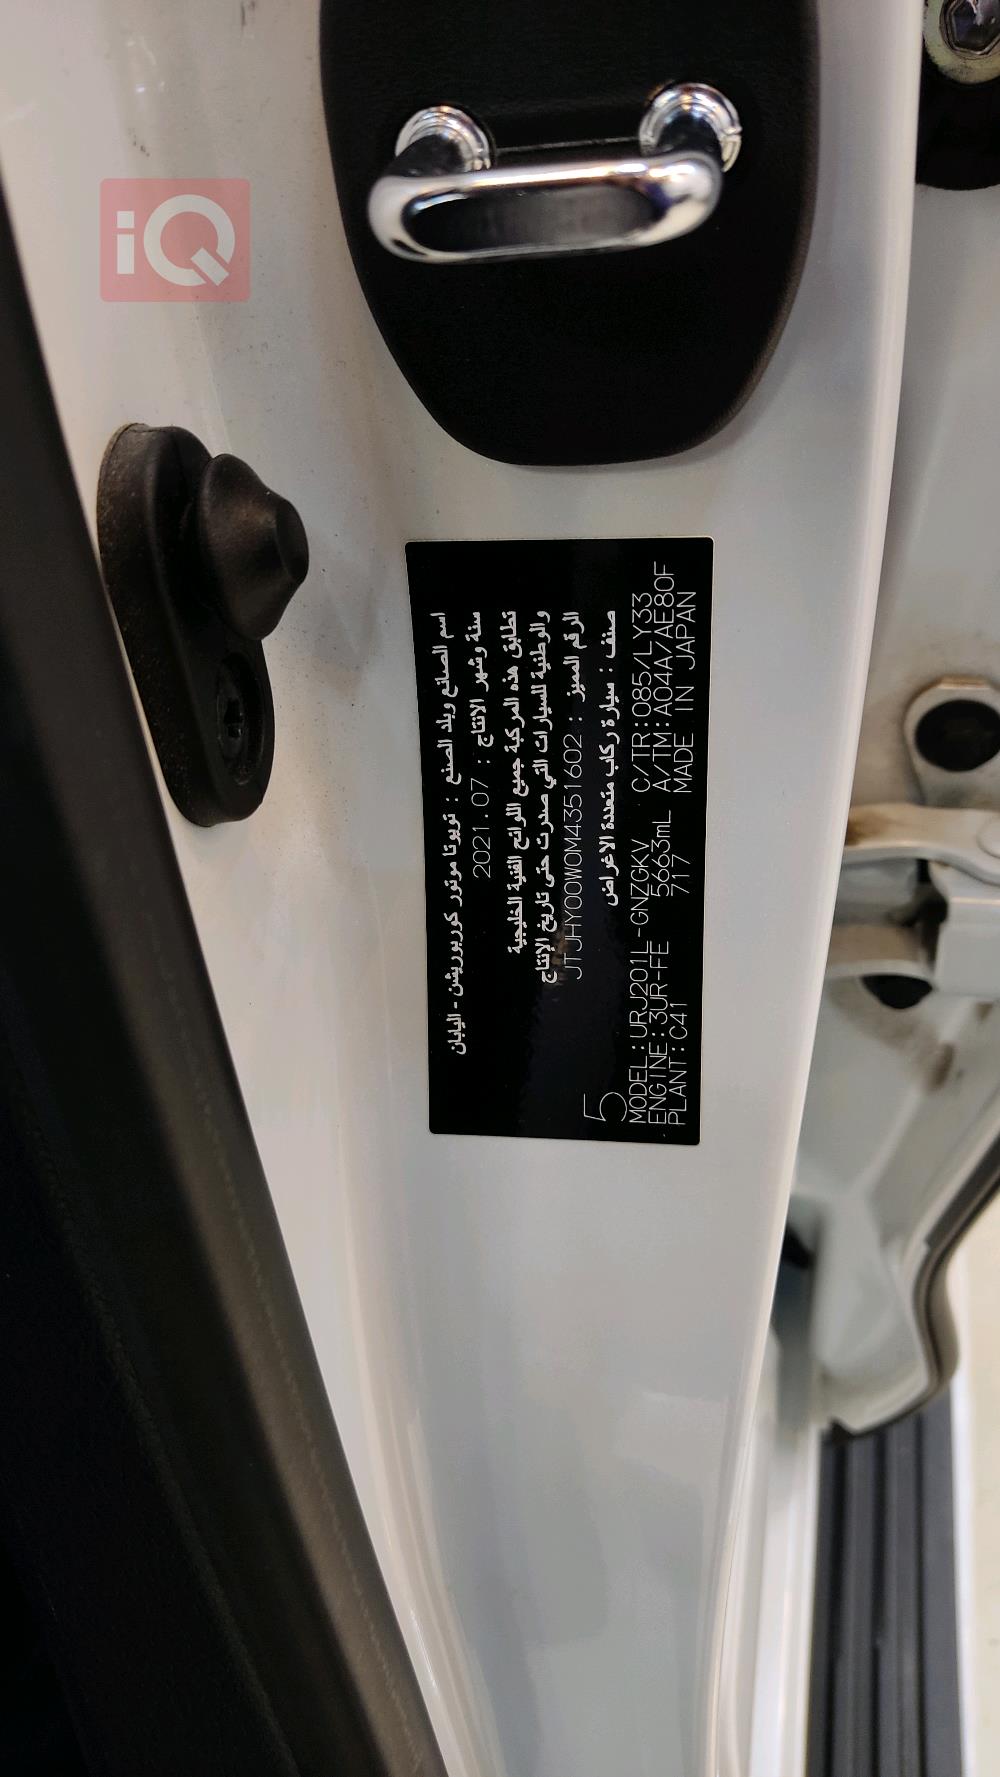 iQ
اسم الصانع وبلد الصنع : تويوتا موتور كوربوريشن - اليابان
سنة وشهر الانتاج : 2021.07
تطابق هذه المركبة جميع اللوائح الفنية الخليجية
والوطنية للسيارات التي صدرت حتى تاريخ الإنتاج
الرقم المميز : JTJHY00W0M4351602
صنف : سيارة ركاب متعددة الاغراض
5
MODEL:URJ201L-GNZGKV C/TR:085/LY33
ENGINE:3UR-FE 5663mL A/TM:A04A/AE80F
PLANT:C41 717 MADE IN JAPAN